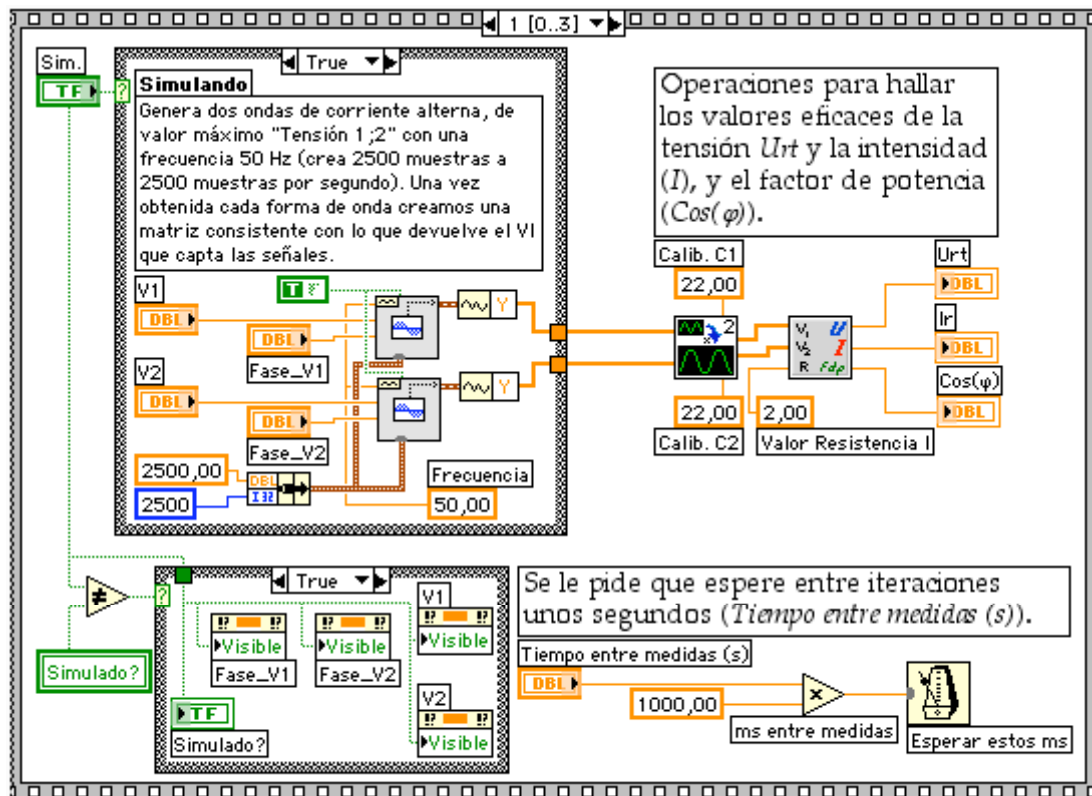 1 [0..3]
Sim.
TF
?
True
Simulando
Genera dos ondas de corriente alterna, de
valor máximo "Tensión 1;2" con una
frecuencia 50 Hz (crea 2500 muestras a
2500 muestras por segundo). Una vez
obtenida cada forma de onda creamos una
matriz consistente con lo que devuelve el VI
que capta las señales.
T
V1
DBL
DBL
Fase_V1
Y
V2
DBL
DBL
Fase_V2
Y
2500,00
2500
DBL
I32
Frecuencia
50,00
Operaciones para hallar
los valores eficaces de la
tensión Urt y la intensidad
(I), y el factor de potencia
(Cos(φ)).
Calib. C1
22,00
2
22,00
Calib. C2
V1 U
V2 I
R Fdp
2,00
Valor Resistencia I
Urt
DBL
Ir
DBL
Cos(φ)
DBL
≠
Simulado?
?
True
!? !?
Visible
Fase_V1
!? !?
Visible
Fase_V2
V1
!? !?
Visible
V2
!? !?
Visible
TF
Simulado?
Se le pide que espere entre iteraciones
unos segundos (Tiempo entre medidas (s)).
Tiempo entre medidas (s)
DBL
1000,00
x
ms entre medidas
Esperar estos ms